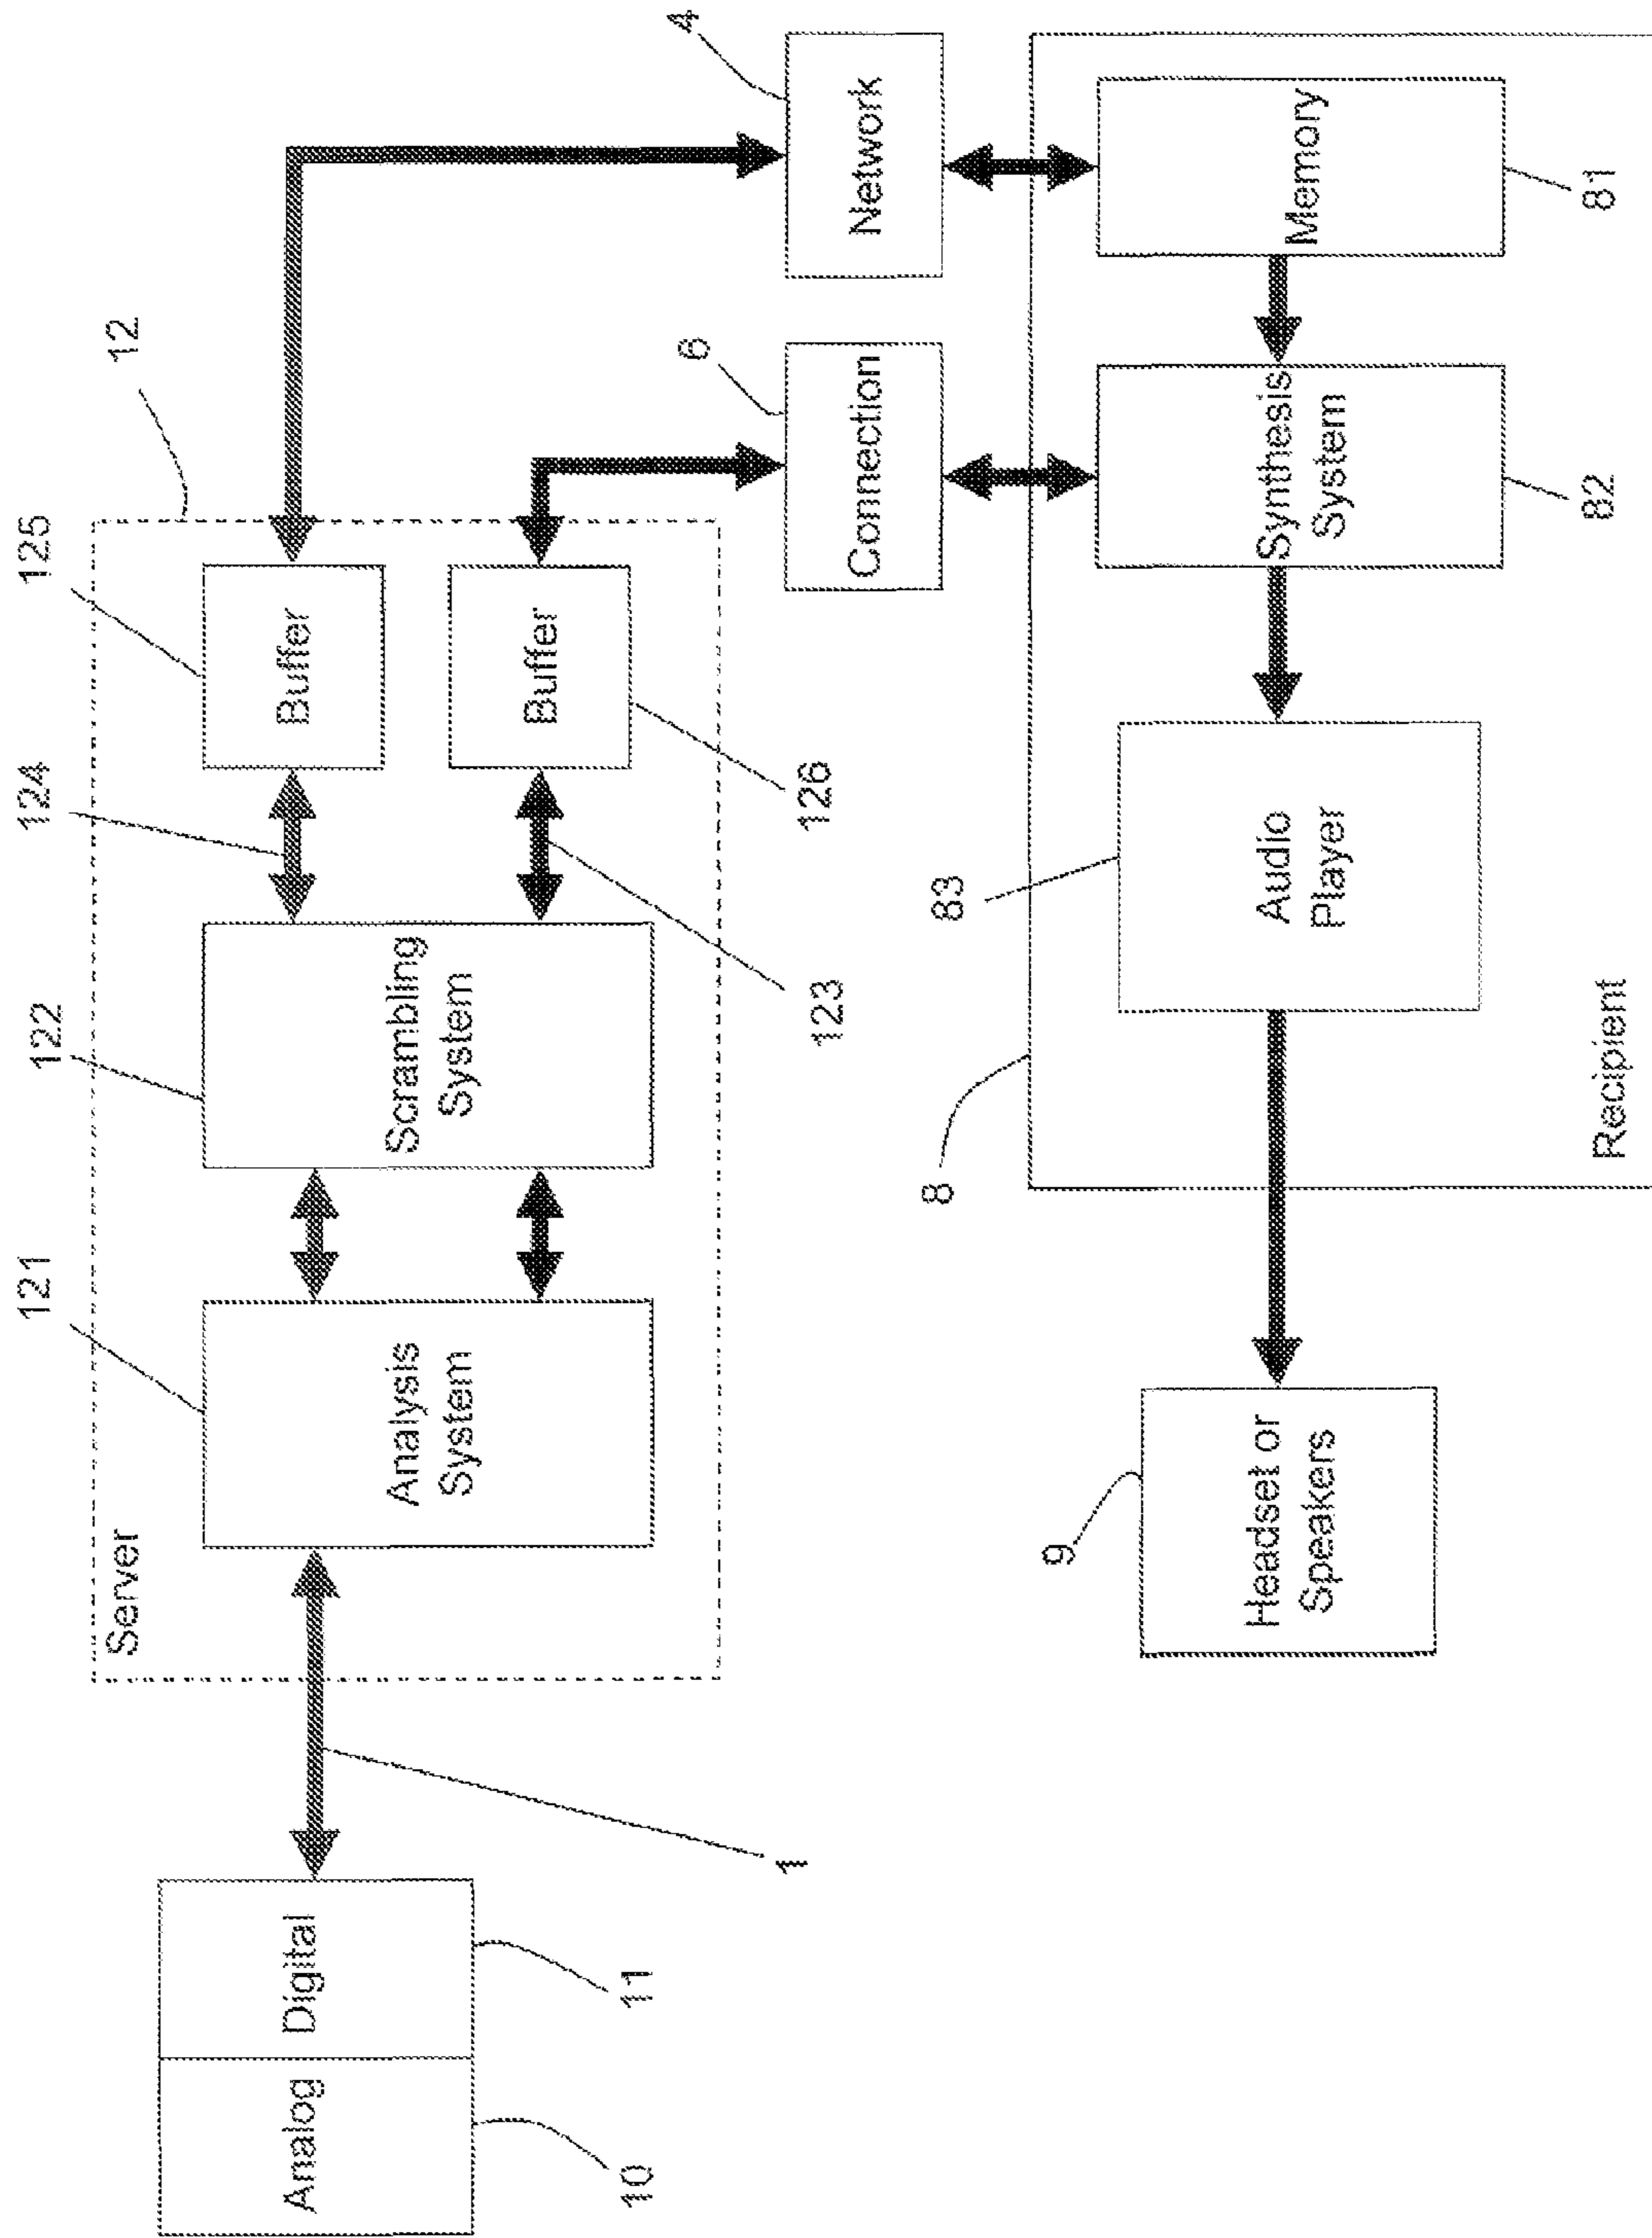 121
122
124
125
12
4
Server
Analysis
System
Scrambling
System
Buffer
Buffer
Network
Analog
Digital
6
Connection
10
11
1
123
126
9
8
83
Headset or
Speakers
Audio
Player
Synthesis
System
Memory
Recipient
82
81